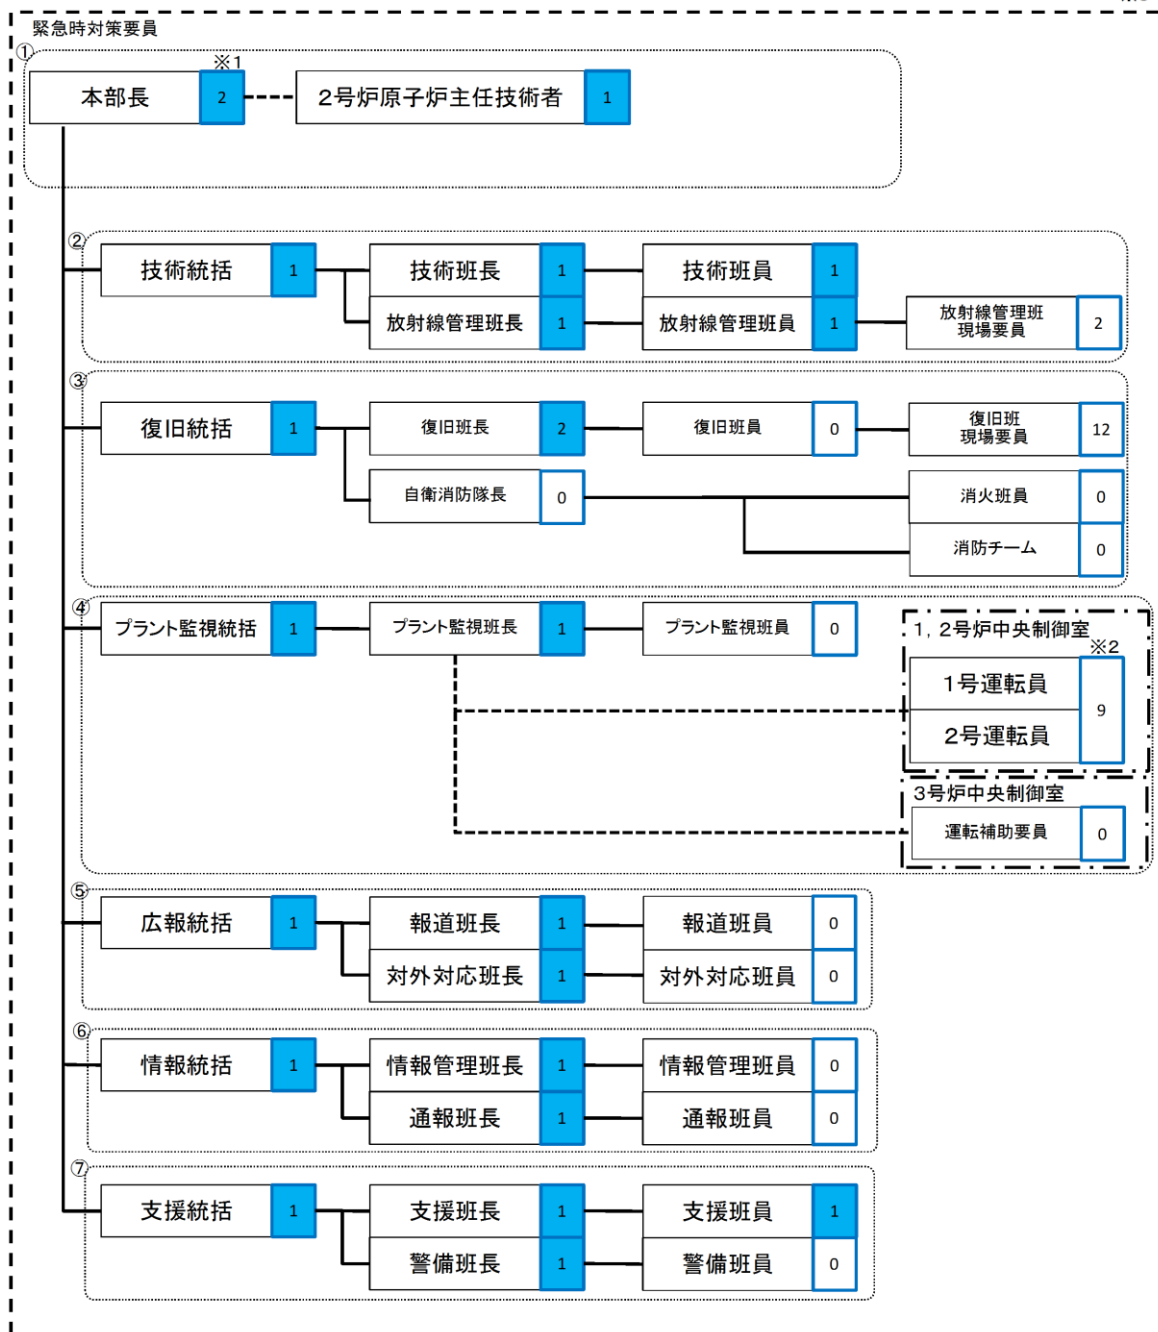 緊急時対策要員
①
※1
本部長 2
2号炉原子炉主任技術者 1
②
技術統括 1
技術班長 1
技術班員 1
放射線管理班長 1
放射線管理班員 1
放射線管理班
現場要員
2
③
復旧統括 1
復旧班長 2
復旧班員 0
復旧班
現場要員
12
自衛消防隊長 0
消火班員 0
消防チーム 0
④
プラント監視統括 1
プラント監視班長 1
プラント監視班員 0
1,2号炉中央制御室
※2
1号運転員
9
2号運転員
3号炉中央制御室
運転補助要員 0
⑤
広報統括 1
報道班長 1
報道班員 0
対外対応班長 1
対外対応班員 0
⑥
情報統括 1
情報管理班長 1
情報管理班員 0
通報班長 1
通報班員 0
⑦
支援統括 1
支援班長 1
支援班員 1
警備班長 1
警備班員 0